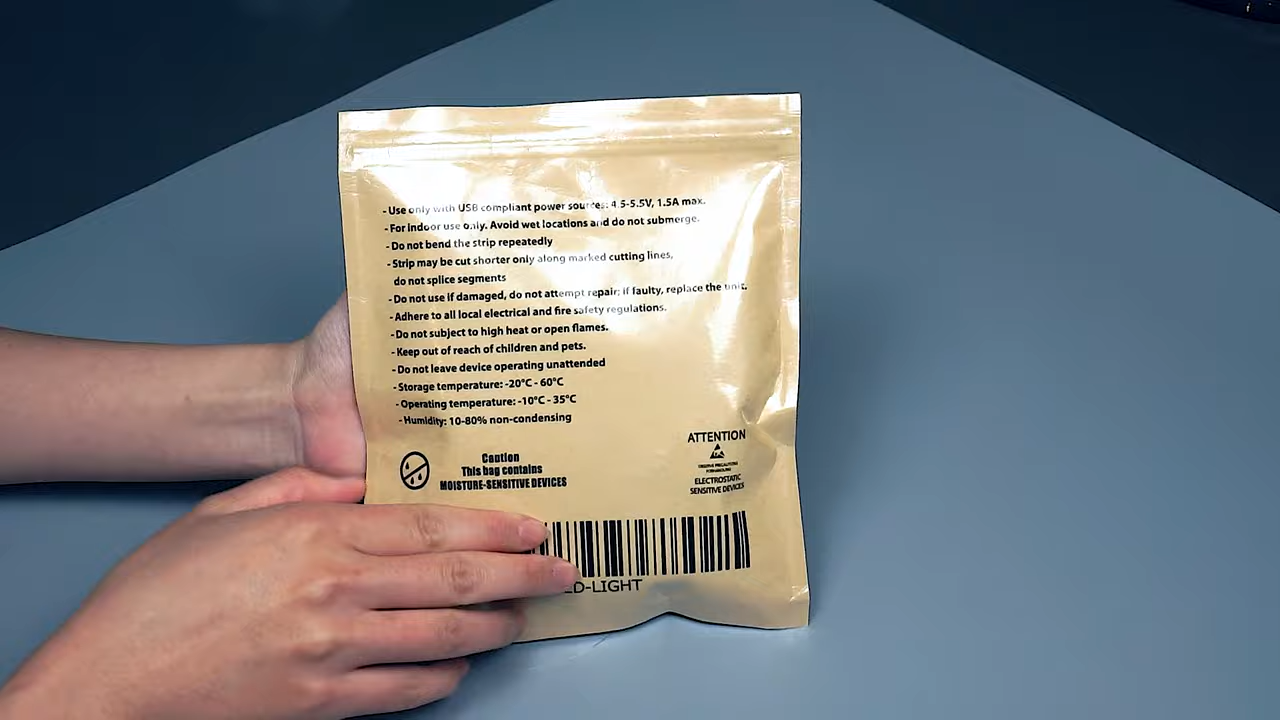 - Use only with USB compliant power sources: 4.5-5.5V, 1.5A max.
- For indoor use only. Avoid wet locations and do not submerge.
- Do not bend the strip repeatedly
- Strip may be cut shorter only along marked cutting lines,
do not splice segments
- Do not use if damaged, do not attempt repair; if faulty, replace the unit.
- Adhere to all local electrical and fire safety regulations.
- Do not subject to high heat or open flames.
- Keep out of reach of children and pets.
- Do not leave device operating unattended
- Storage temperature: -20°C - 60°C
- Operating temperature: -10°C - 35°C
- Humidity: 10-80% non-condensing
Caution
This bag contains
MOISTURE-SENSITIVE DEVICES
ATTENTION
ELECTROSTATIC
SENSITIVE DEVICES
D-LIGHT